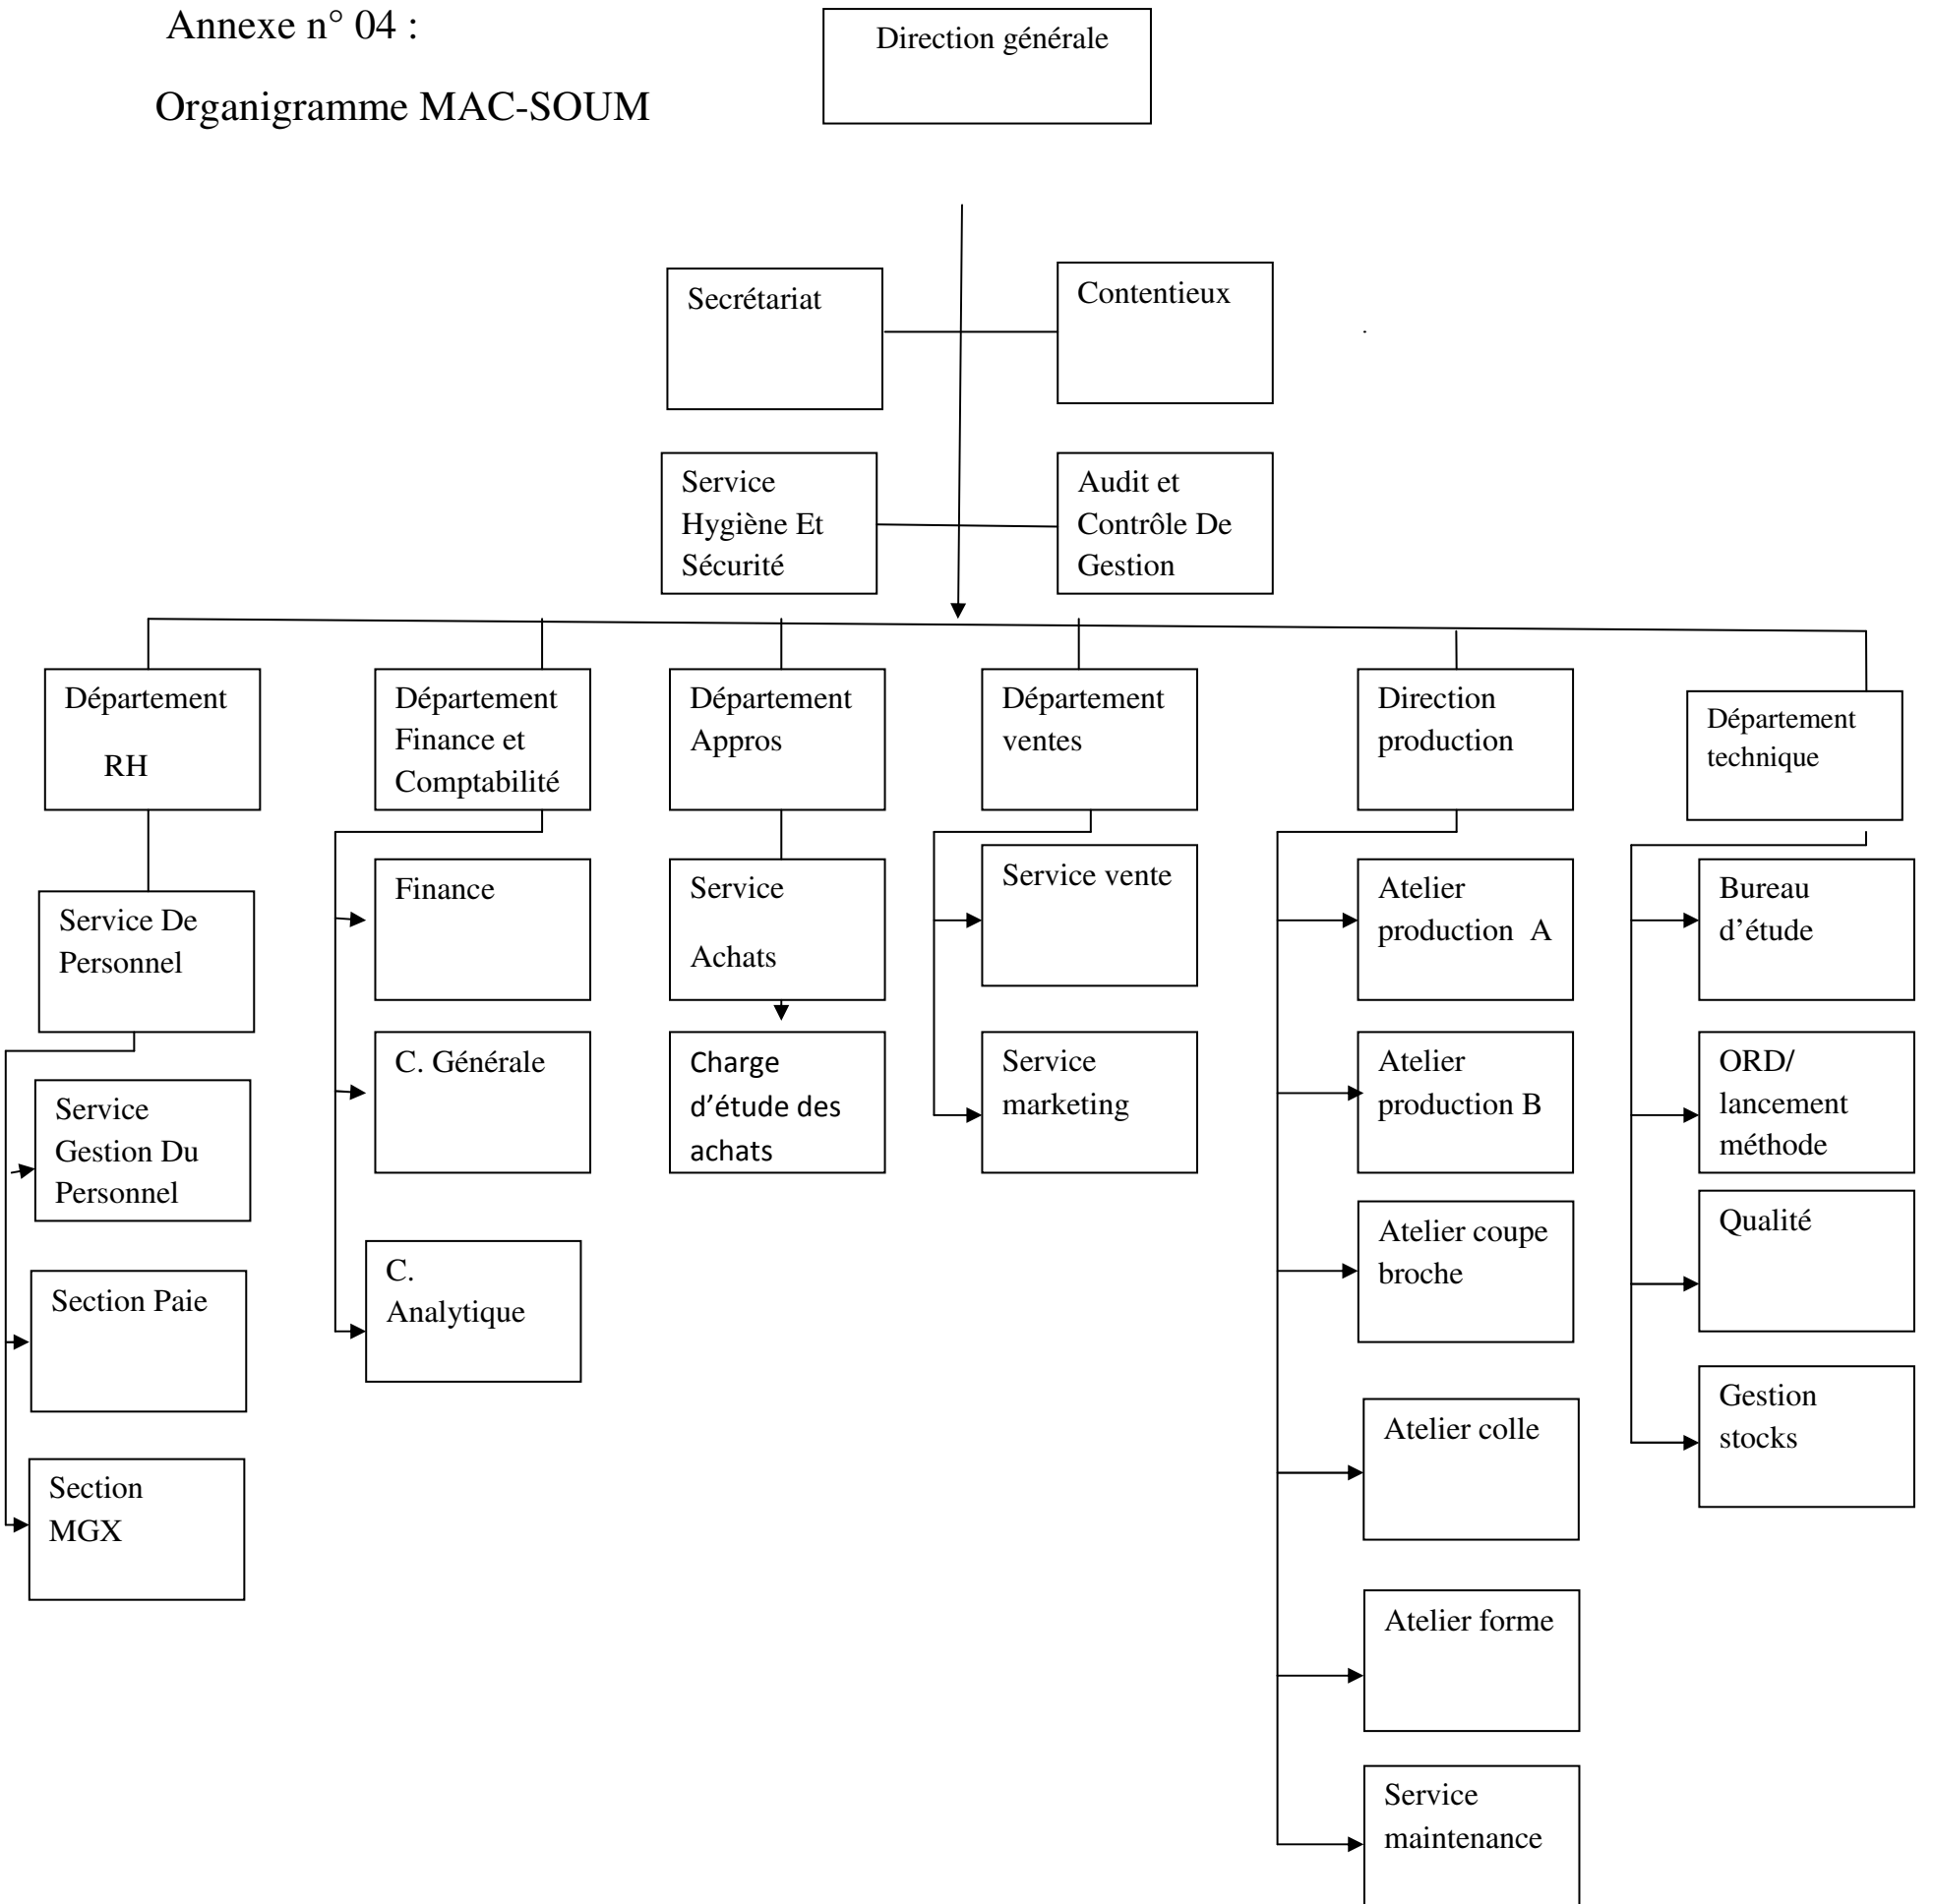 Annexe n° 04 :
Organigramme MAC-SOUM
Direction générale
Secrétariat
Contentieux
Service
Hygiène Et
Sécurité
Audit et
Contrôle De
Gestion
Département
RH
Département
Finance et
Comptabilité
Département
Appros
Département
ventes
Direction
production
Département
technique
Service De
Personnel
Service
Gestion Du
Personnel
Section Paie
Section
MGX
Finance
C. Générale
C.
Analytique
Service
Achats
Charge
d’étude des
achats
Service vente
Service
marketing
Atelier
production  A
Atelier
production B
Atelier coupe
broche
Atelier colle
Atelier forme
Service
maintenance
Bureau
d’étude
ORD/
lancement
méthode
Qualité
Gestion
stocks